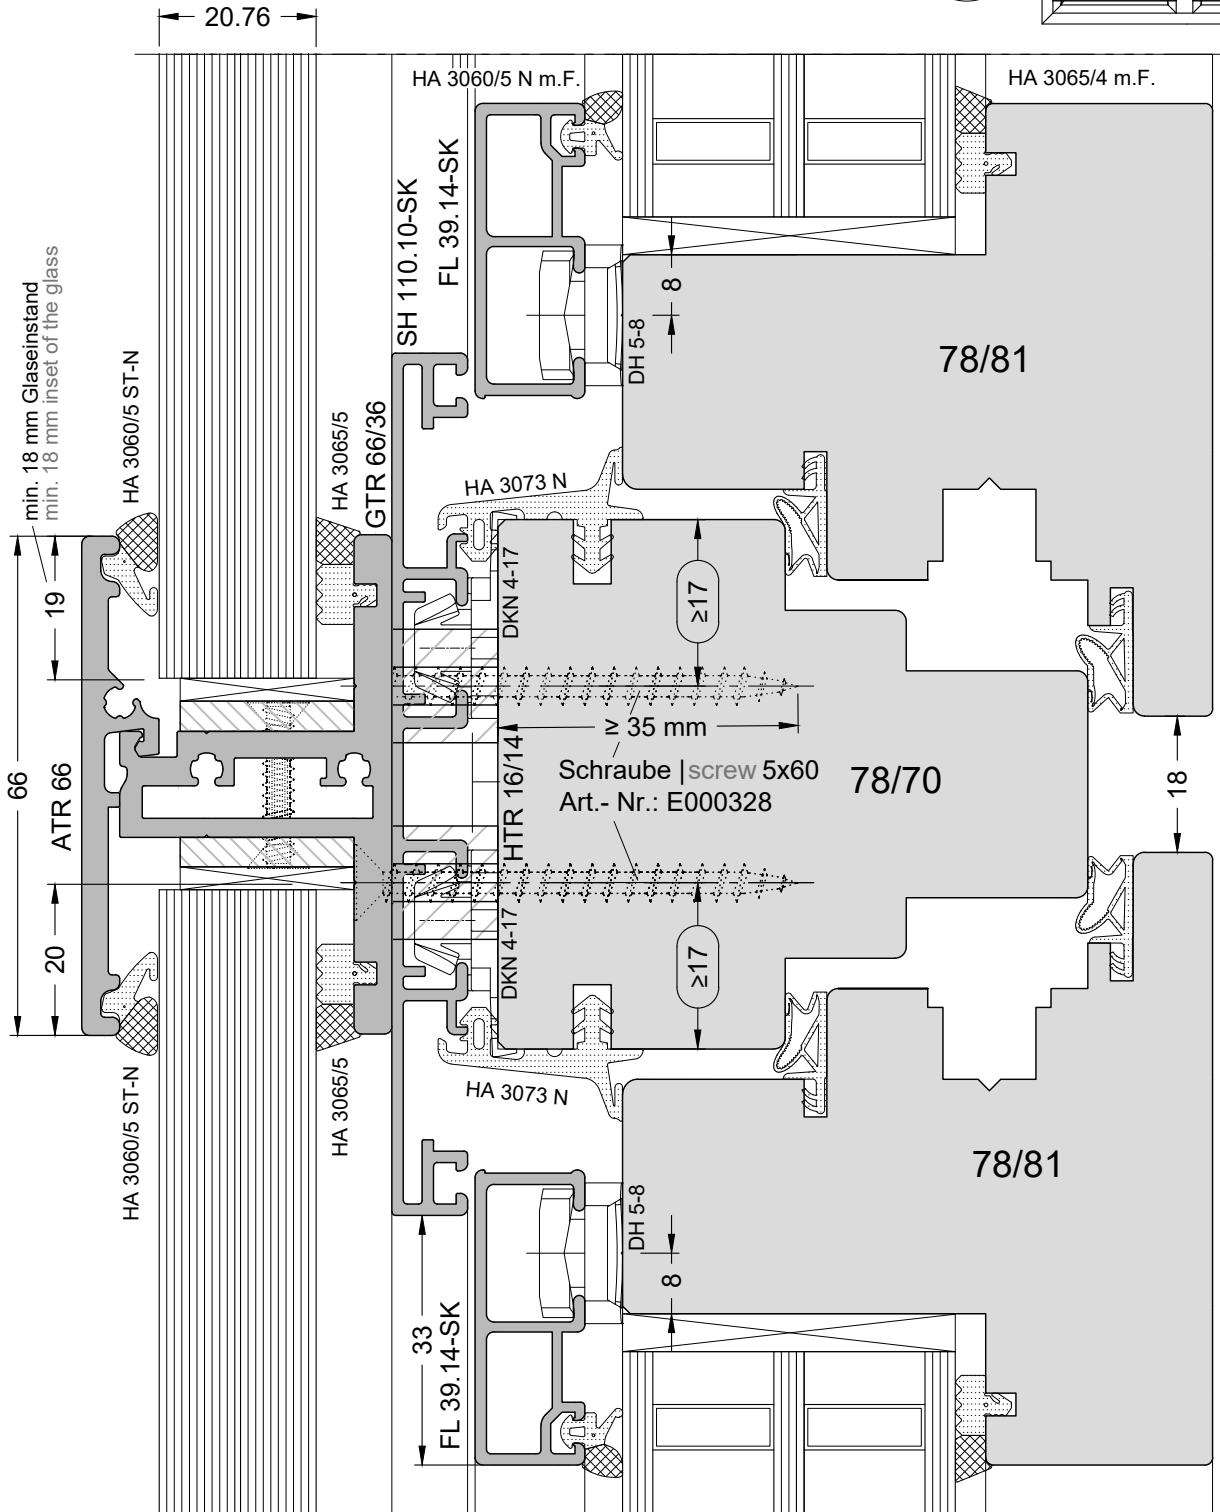 20.76
HA 3060/5 N m.F.
HA 3065/4 m.F.
SH 110.10-SK
FL 39.14-SK
8
DH 5-8
78/81
min. 18 mm Glaseinstand
min. 18 mm inset of the glass
HA 3060/5 ST-N
HA 3065/5
GTR 66/36
HA 3073 N
19
DKN 4-17
≥17
≥ 35 mm
66
ATR 66
HTR 16/14
Schraube | screw 5x60
Art.- Nr.: E000328
78/70
18
20
DKN 4-17
≥17
HA 3060/5 ST-N
HA 3065/5
HA 3073 N
78/81
DH 5-8
8
33
FL 39.14-SK